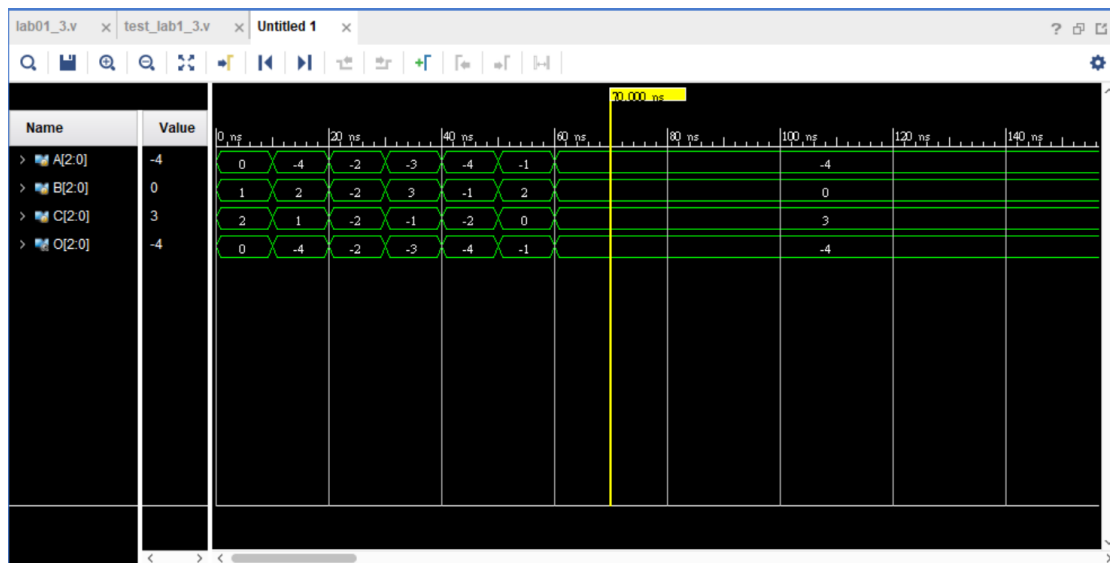 lab01_3.v × test_lab1_3.v × Untitled 1 × ?
70.000 ns
Name Value 0 ns 20 ns 40 ns 60 ns 80 ns 100 ns 120 ns 140 ns
A[2:0] -4 0 -4 -2 -3 -4 -1 -4
B[2:0] 0 1 2 -2 3 -1 2 0
C[2:0] 3 2 1 -2 -1 -2 0 3
O[2:0] -4 0 -4 -2 -3 -4 -1 -4